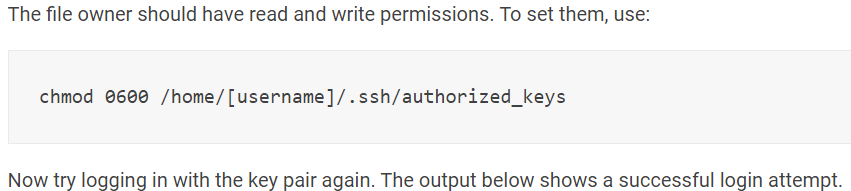 The file owner should have read and write permissions. To set them, use:
chmod 0600 /home/[username]/.ssh/authorized_keys
Now try logging in with the key pair again. The output below shows a successful login attempt.